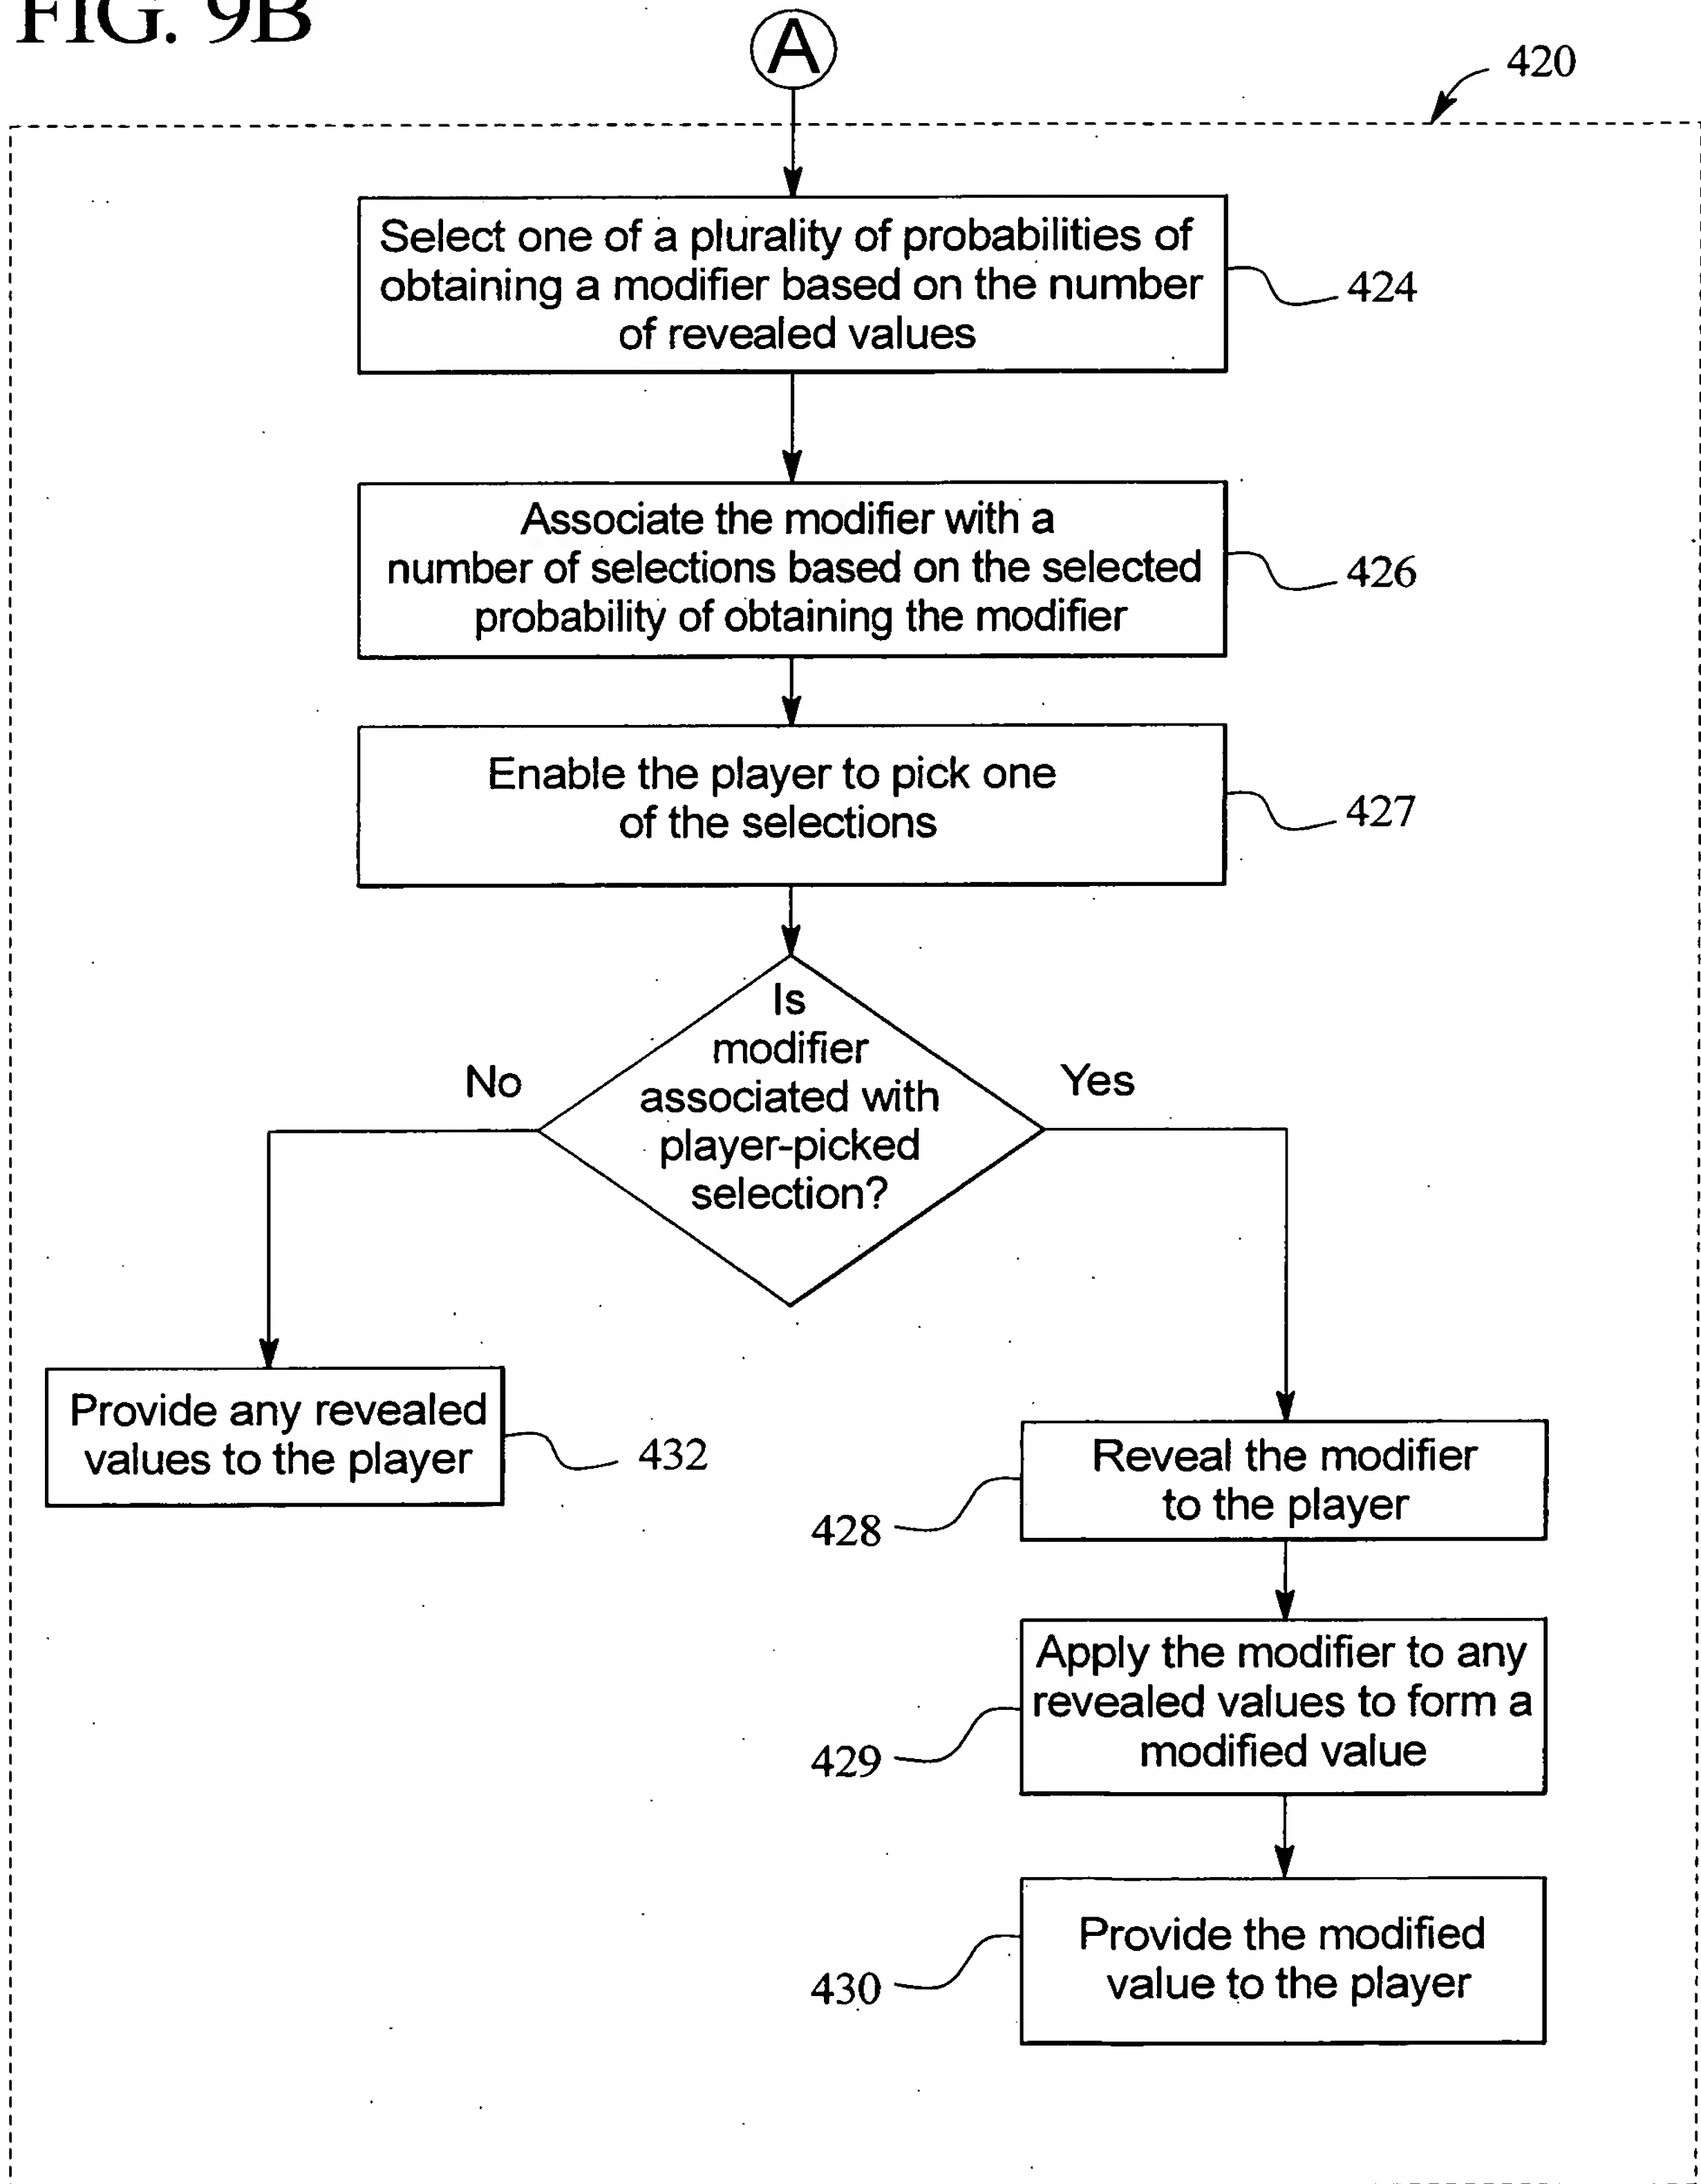 FIG. 9B
A
420
Select one of a plurality of probabilities of
obtaining a modifier based on the number
of revealed values
424
Associate the modifier with a
number of selections based on the selected
probability of obtaining the modifier
426
Enable the player to pick one
of the selections
427
Is
modifier
associated with
player-picked
selection?
No
Yes
Provide any revealed
values to the player
432
Reveal the modifier
to the player
428
Apply the modifier to any
revealed values to form a
modified value
429
Provide the modified
value to the player
430